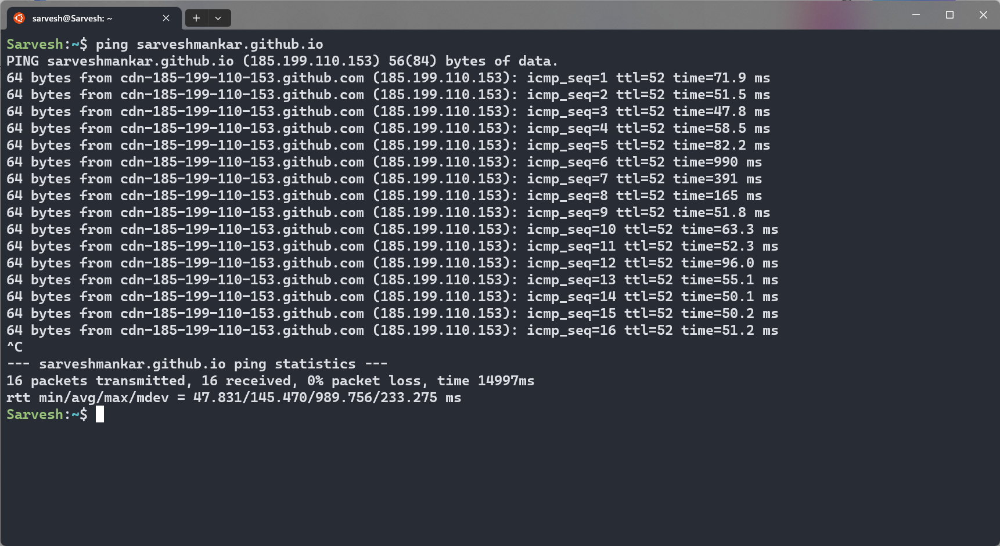 sarvesh@Sarvesh: ~
Sarvesh:~$ ping sarveshmankar.github.io
PING sarveshmankar.github.io (185.199.110.153) 56(84) bytes of data.
64 bytes from cdn-185-199-110-153.github.com (185.199.110.153): icmp_seq=1 ttl=52 time=71.9 ms
64 bytes from cdn-185-199-110-153.github.com (185.199.110.153): icmp_seq=2 ttl=52 time=51.5 ms
64 bytes from cdn-185-199-110-153.github.com (185.199.110.153): icmp_seq=3 ttl=52 time=47.8 ms
64 bytes from cdn-185-199-110-153.github.com (185.199.110.153): icmp_seq=4 ttl=52 time=58.5 ms
64 bytes from cdn-185-199-110-153.github.com (185.199.110.153): icmp_seq=5 ttl=52 time=82.2 ms
64 bytes from cdn-185-199-110-153.github.com (185.199.110.153): icmp_seq=6 ttl=52 time=990 ms
64 bytes from cdn-185-199-110-153.github.com (185.199.110.153): icmp_seq=7 ttl=52 time=391 ms
64 bytes from cdn-185-199-110-153.github.com (185.199.110.153): icmp_seq=8 ttl=52 time=165 ms
64 bytes from cdn-185-199-110-153.github.com (185.199.110.153): icmp_seq=9 ttl=52 time=51.8 ms
64 bytes from cdn-185-199-110-153.github.com (185.199.110.153): icmp_seq=10 ttl=52 time=63.3 ms
64 bytes from cdn-185-199-110-153.github.com (185.199.110.153): icmp_seq=11 ttl=52 time=52.3 ms
64 bytes from cdn-185-199-110-153.github.com (185.199.110.153): icmp_seq=12 ttl=52 time=96.0 ms
64 bytes from cdn-185-199-110-153.github.com (185.199.110.153): icmp_seq=13 ttl=52 time=55.1 ms
64 bytes from cdn-185-199-110-153.github.com (185.199.110.153): icmp_seq=14 ttl=52 time=50.1 ms
64 bytes from cdn-185-199-110-153.github.com (185.199.110.153): icmp_seq=15 ttl=52 time=50.2 ms
64 bytes from cdn-185-199-110-153.github.com (185.199.110.153): icmp_seq=16 ttl=52 time=51.2 ms
^C
--- sarveshmankar.github.io ping statistics ---
16 packets transmitted, 16 received, 0% packet loss, time 14997ms
rtt min/avg/max/mdev = 47.831/145.470/989.756/233.275 ms
Sarvesh:~$